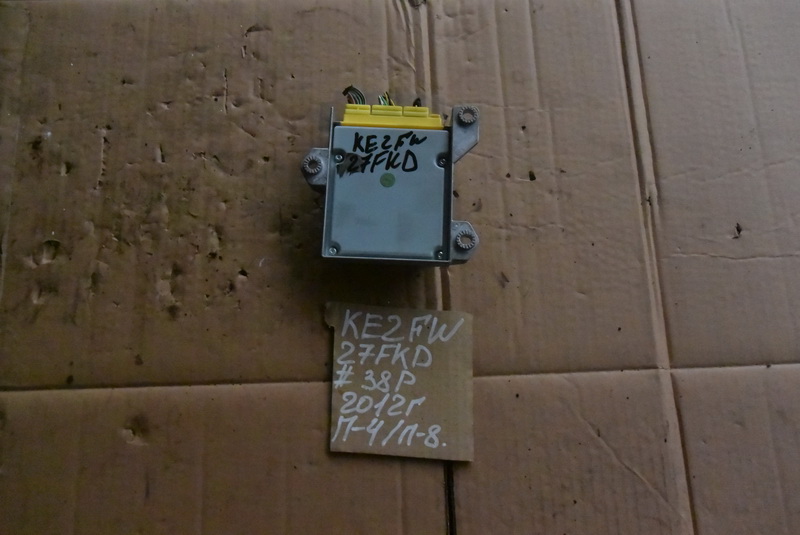 KE2FW
27FKD
KE2FW
27FKD
# 38P
2012г
П-4/П-8.